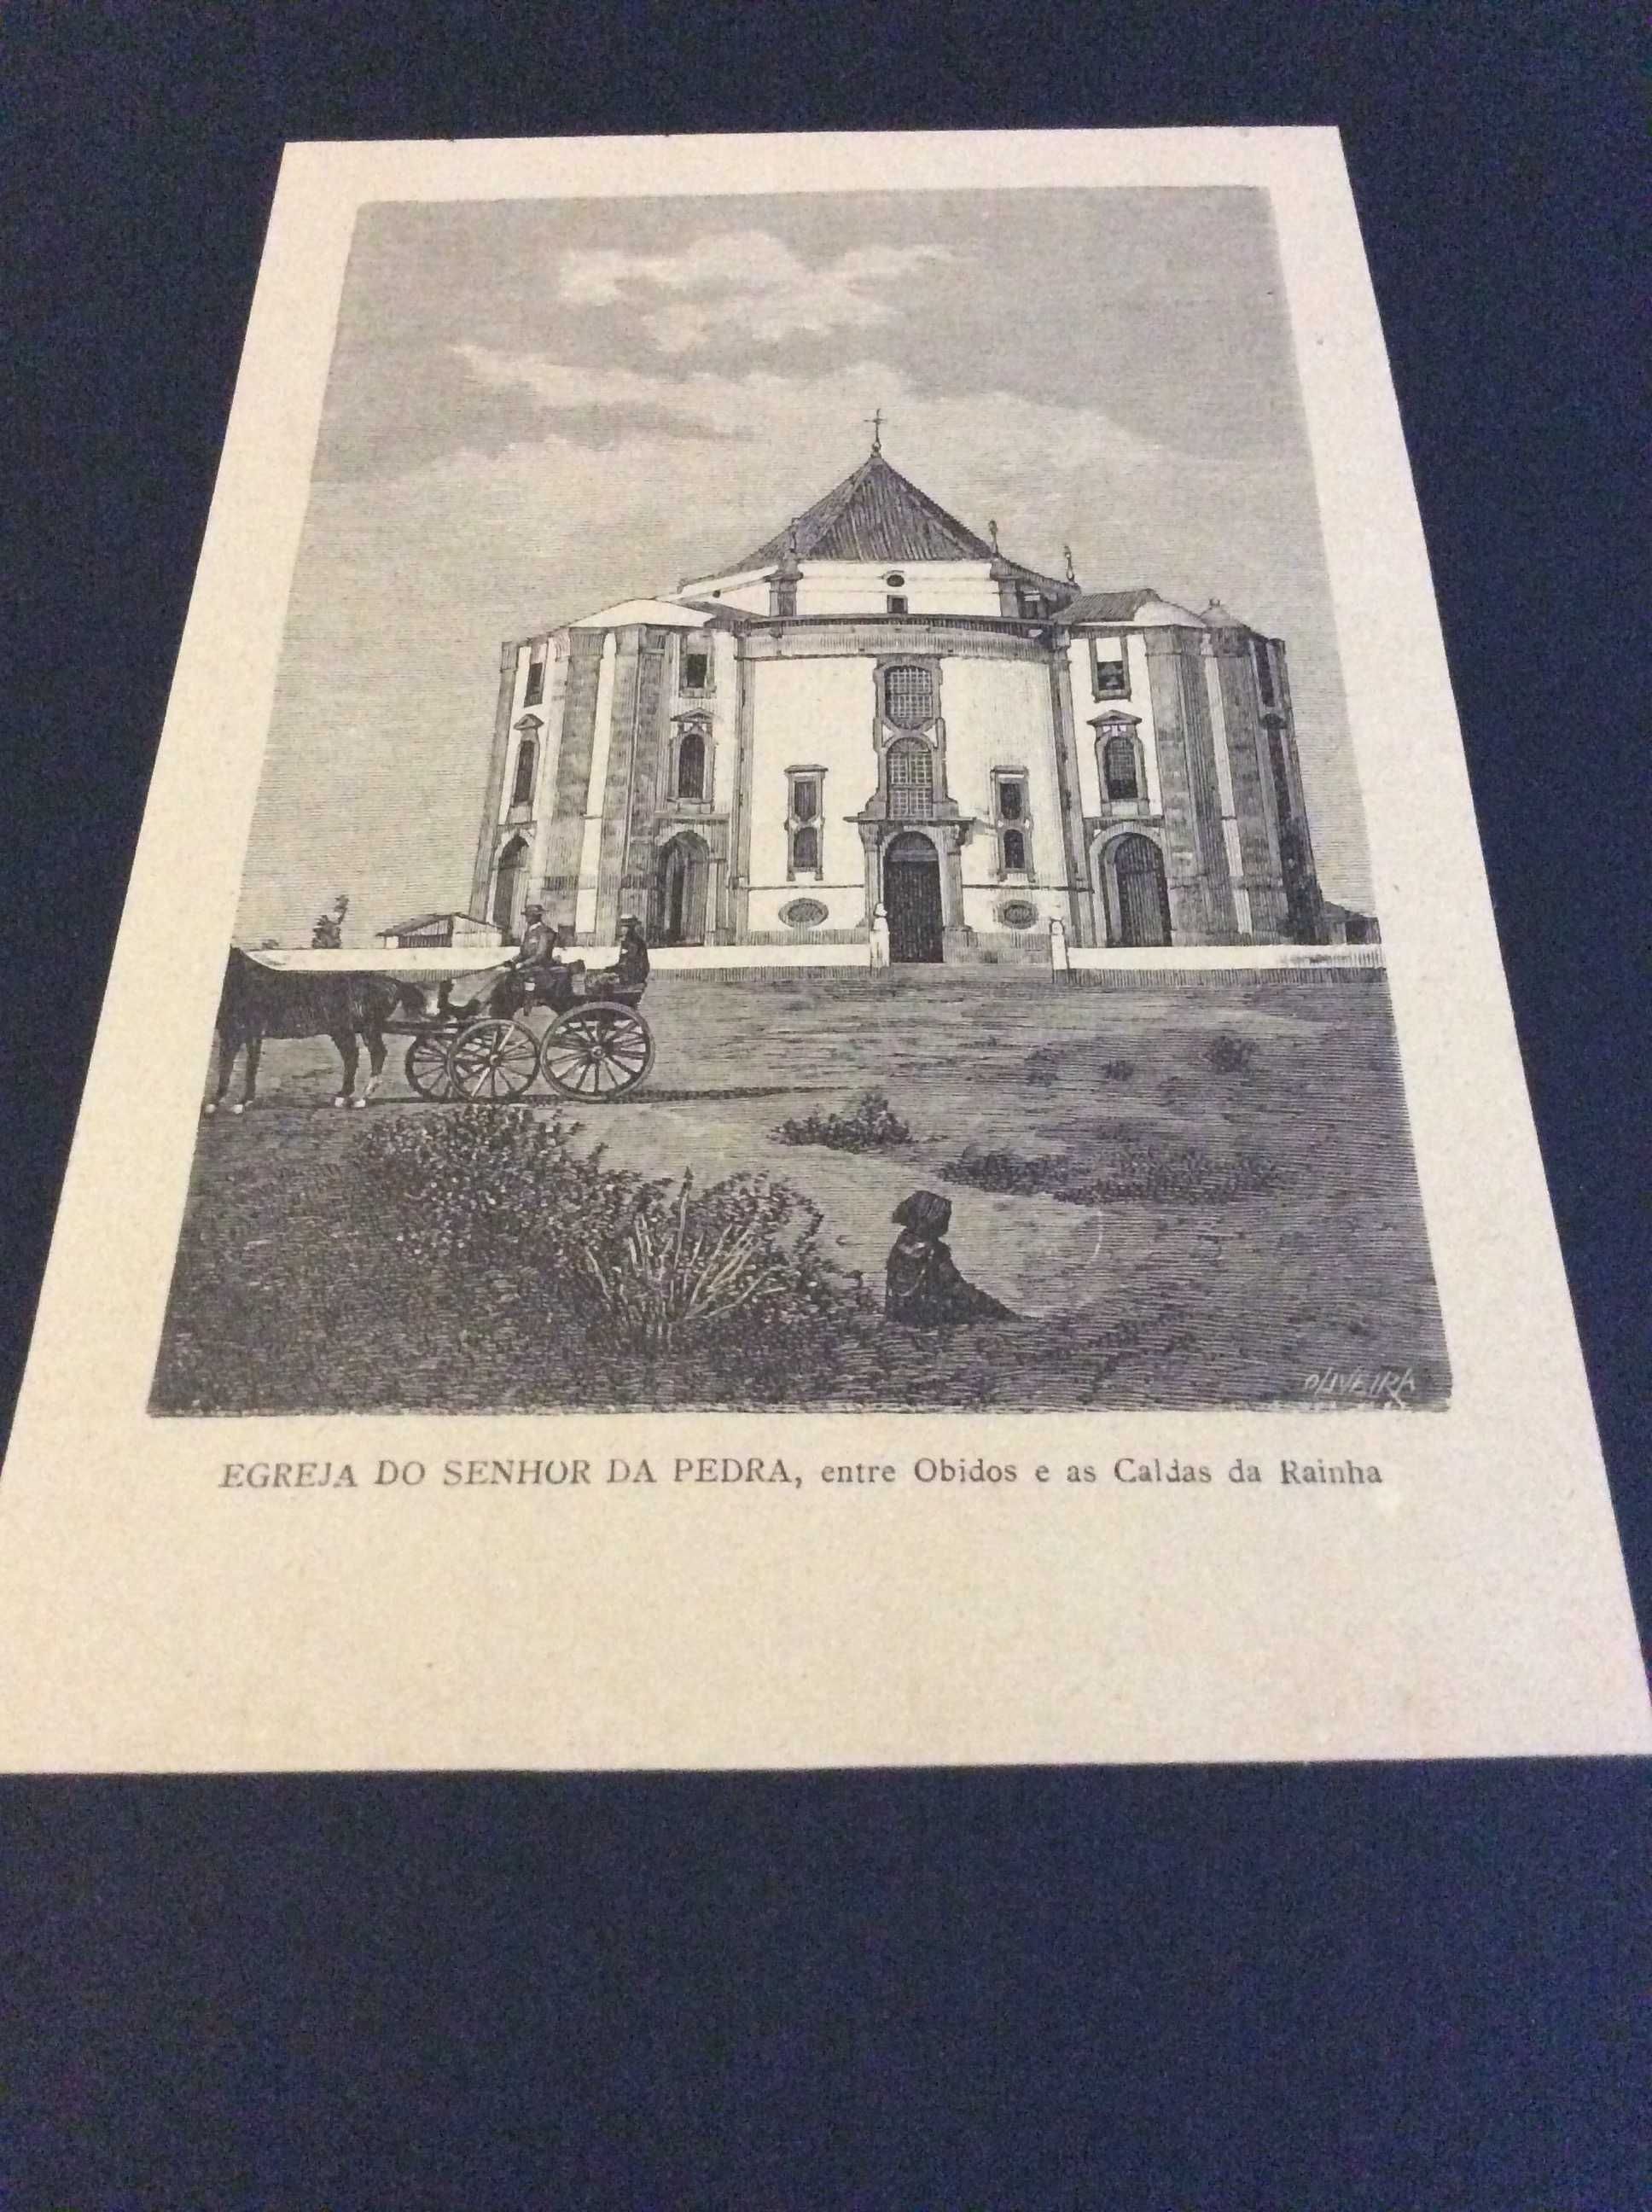 OLIVEIRA
EGREJA DO SENHOR DA PEDRA, entre Obidos e as Caldas da Rainha